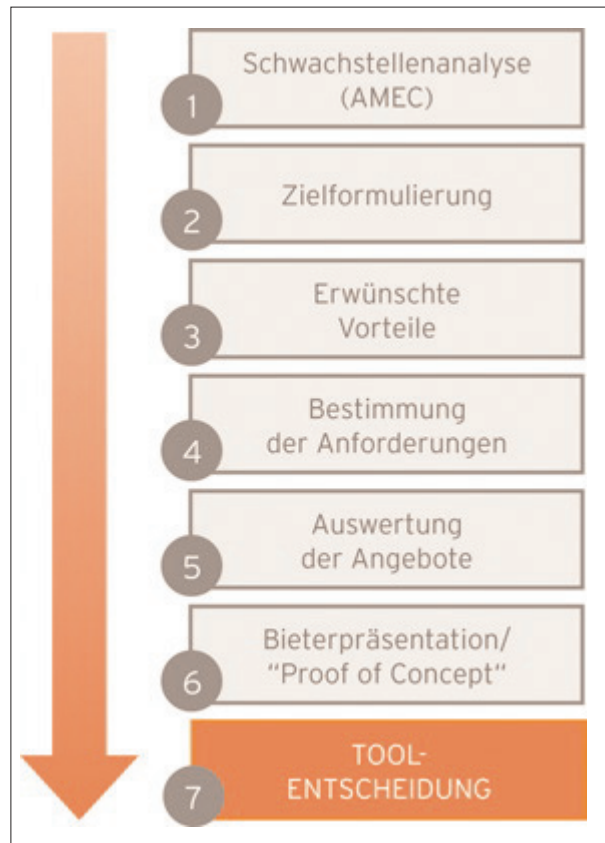 1
Schwachstellenanalyse
(AMEC)
2
Zielformulierung
3
Erwünschte
Vorteile
4
Bestimmung
der Anforderungen
5
Auswertung
der Angebote
6
Bieterpräsentation/
“Proof of Concept“
7
TOOL-
ENTSCHEIDUNG